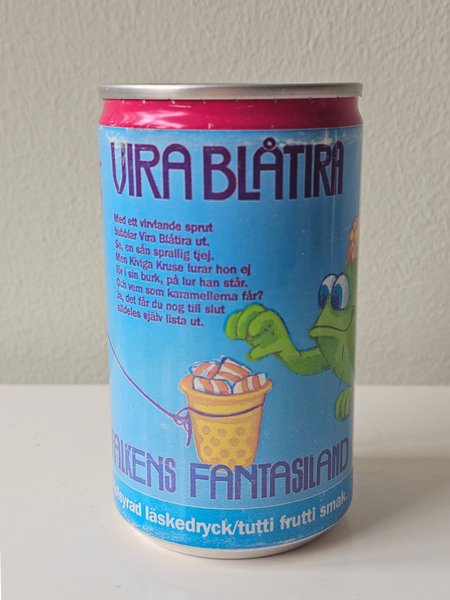 VIRA BLÅTIRA
Med ett virvlande sprut
bubblar Vira Blåtira ut.
Se, en sån sprallig tjej.
Men Kiviga Kruse lurar hon ej
för i sin burk, på lur han står.
Och vem som karamellerna får?
Ja, det får du nog till slut
alldeles själv lista ut.
ALKENS FANTASILAND
lsyrad läskedryck/tutti frutti smak.